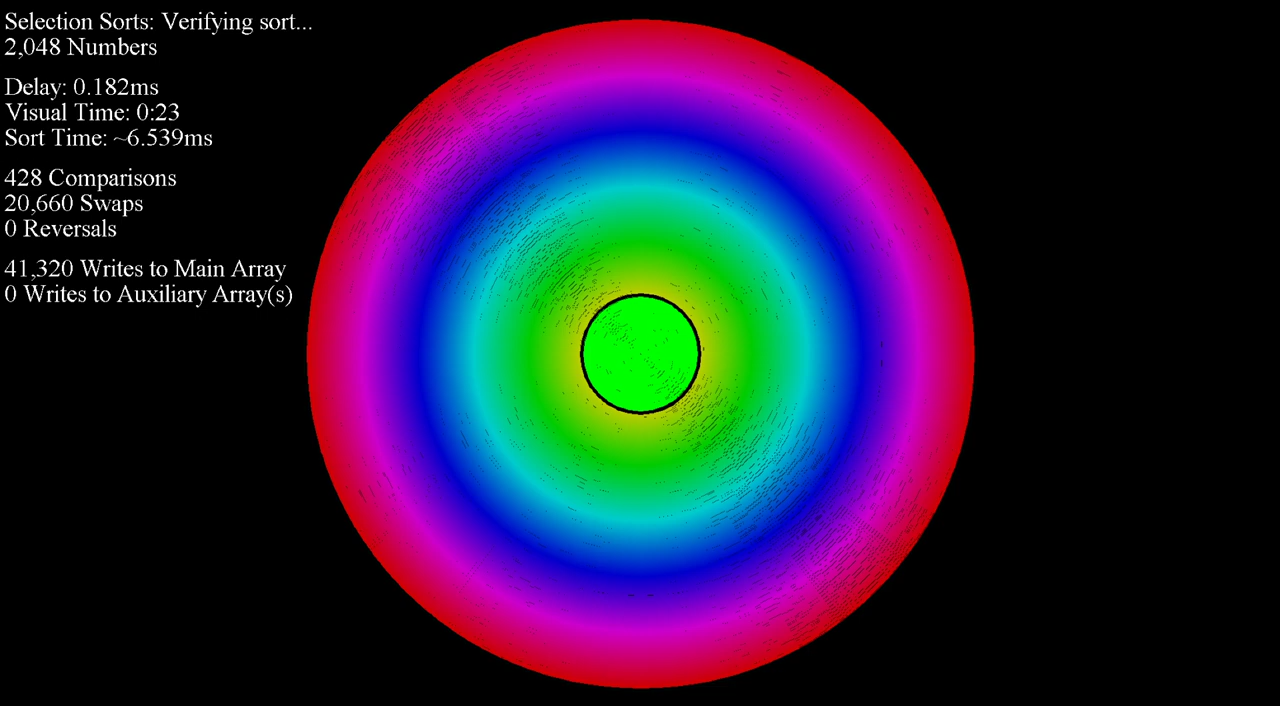 Selection Sorts: Verifying sort...
2,048 Numbers
Delay: 0.182ms
Visual Time: 0:23
Sort Time: ~6.539ms
428 Comparisons
20,660 Swaps
0 Reversals
41,320 Writes to Main Array
0 Writes to Auxiliary Array(s)